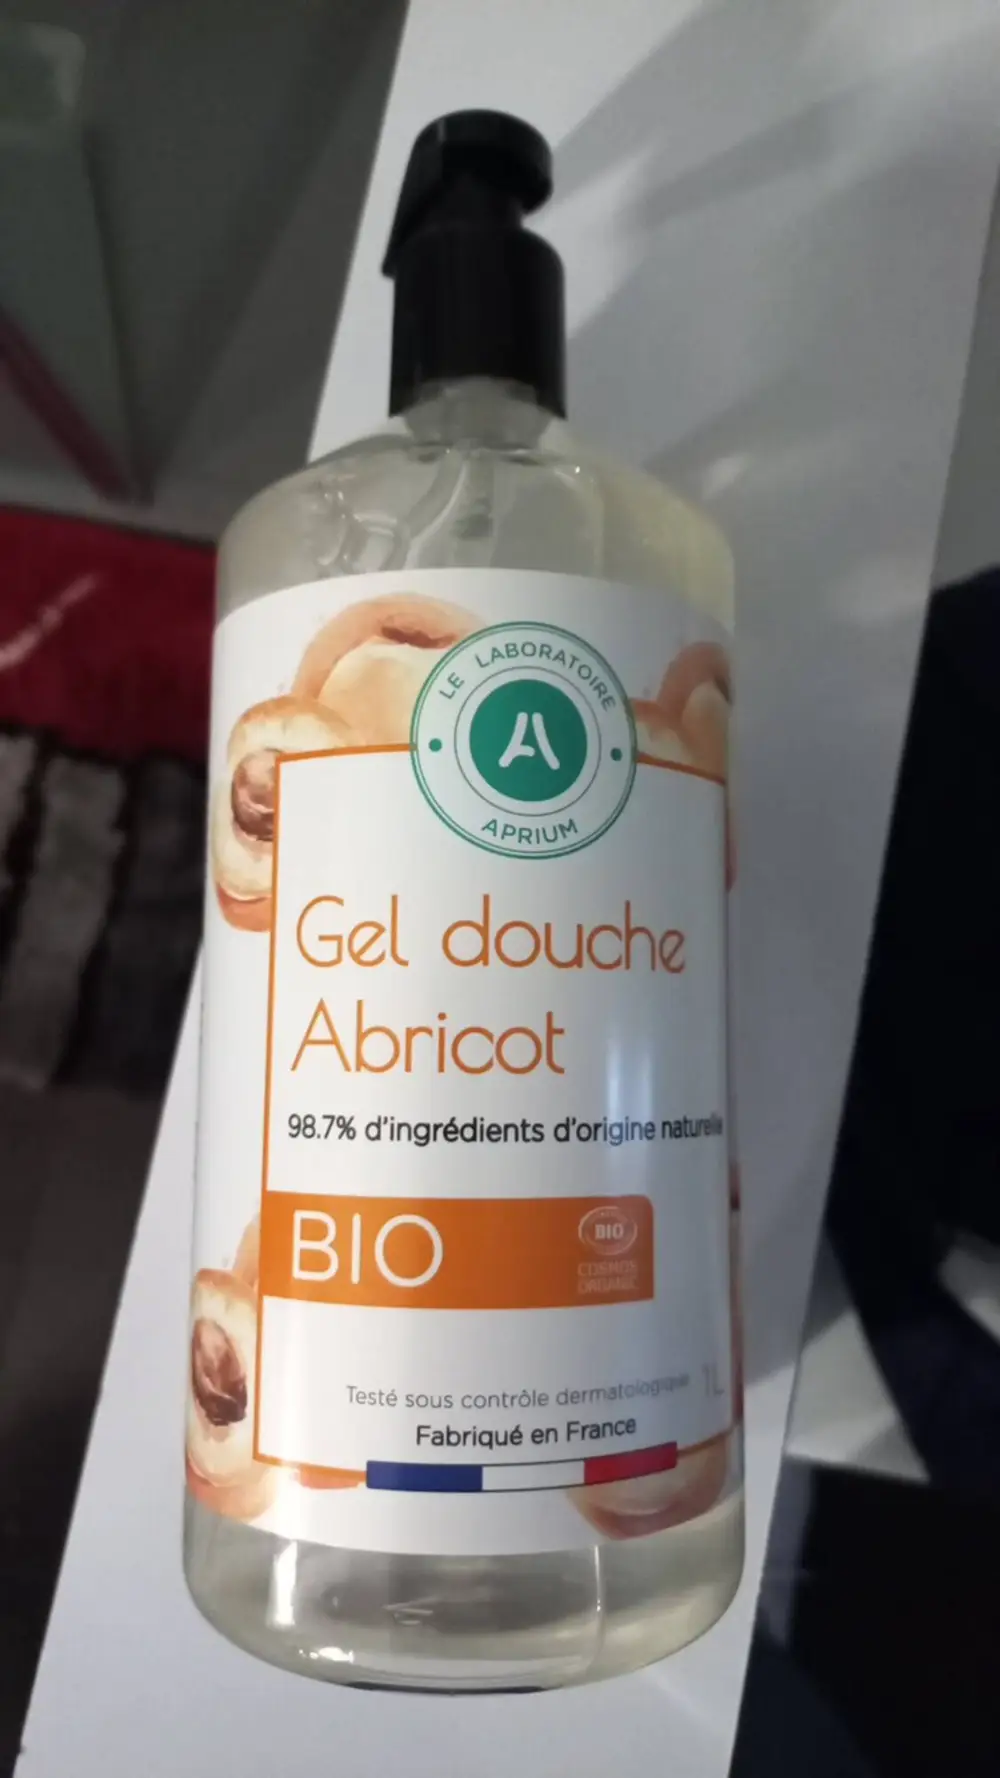 LE LABORATOIRE
APRIUM
Gel douche
Abricot
98.7% d'ingrédients d'origine naturelle
BIO
BIO
COSMOS
ORGANIC
Testé sous contrôle dermatologique 1L
Fabriqué en France